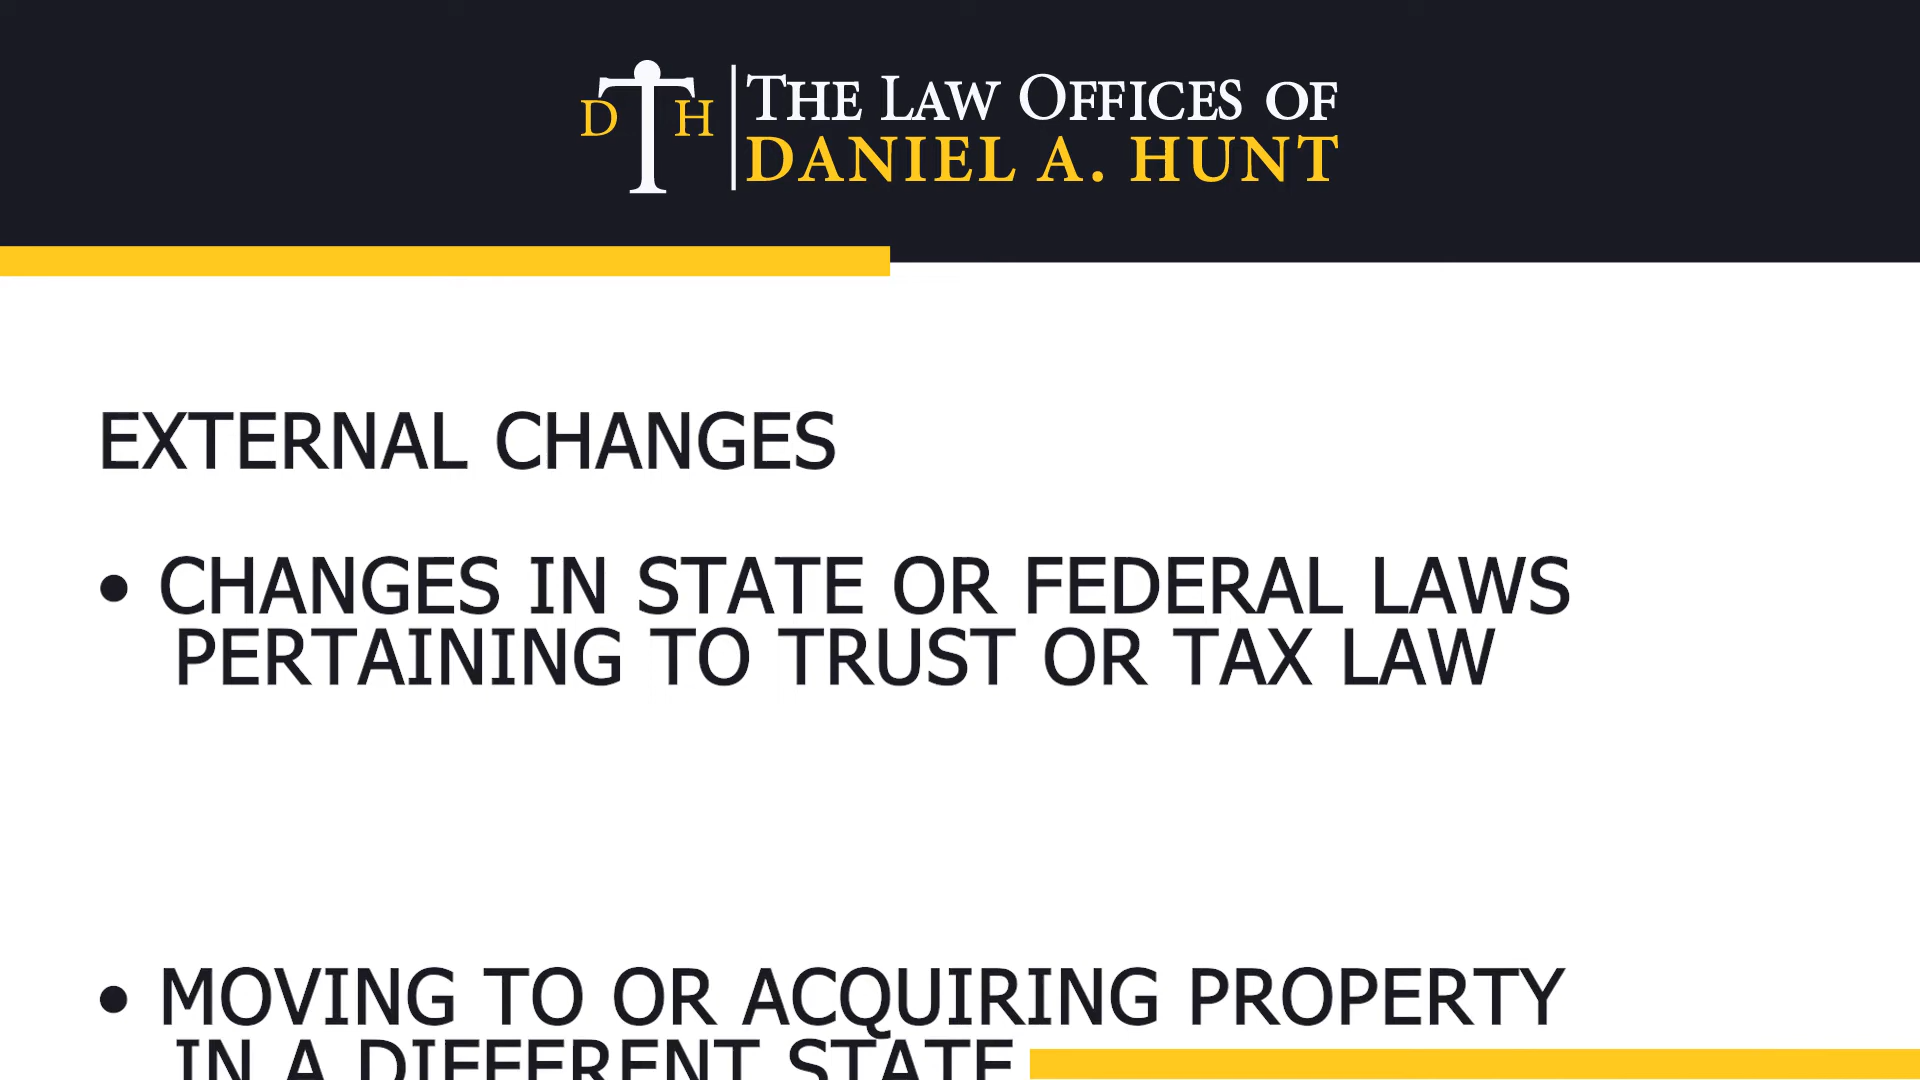 D T H
THE LAW OFFICES OF
DANIEL A. HUNT
EXTERNAL CHANGES
• CHANGES IN STATE OR FEDERAL LAWS
PERTAINING TO TRUST OR TAX LAW
• MOVING TO OR ACQUIRING PROPERTY
IN A DIFFERENT STATE